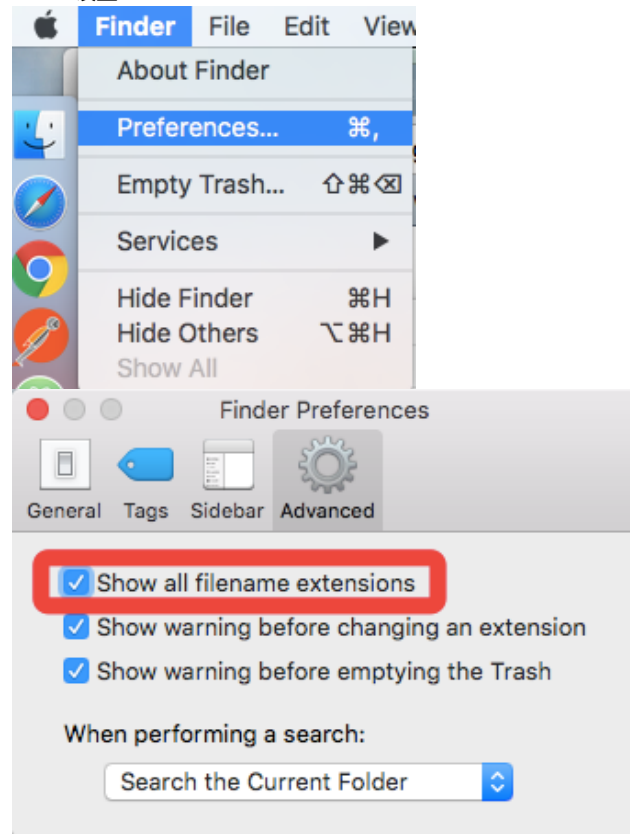 Finder File Edit View
About Finder
Preferences... ⌘,
Empty Trash... ⇧⌘⌫
Services ▶
Hide Finder ⌘H
Hide Others ⌥⌘H
Show All
Finder Preferences
General Tags Sidebar Advanced
Show all filename extensions
Show warning before changing an extension
Show warning before emptying the Trash
When performing a search:
Search the Current Folder